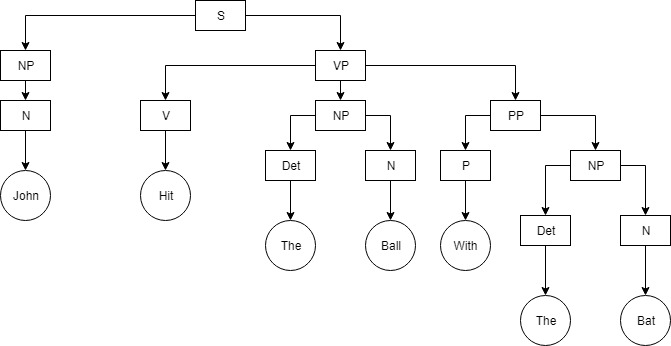 S
NP VP
N V NP PP
Det N P NP
John Hit
The Ball With Det N
The Bat